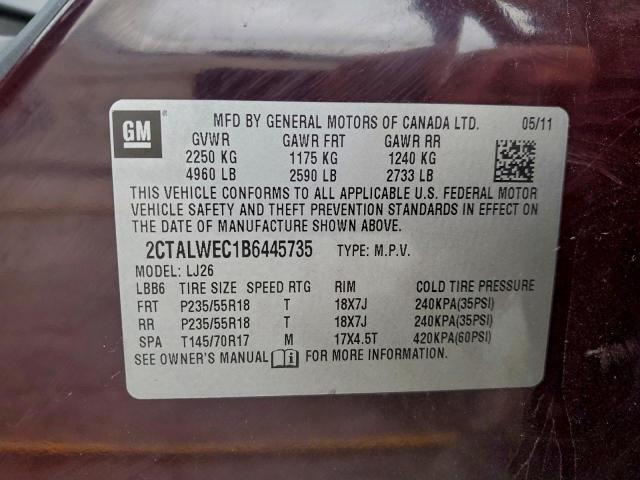 GM
MFD BY GENERAL MOTORS OF CANADA LTD. 05/11
GVWR GAWR FRT GAWR RR
2250 KG 1175 KG 1240 KG
4960 LB 2590 LB 2733 LB
THIS VEHICLE CONFORMS TO ALL APPLICABLE U.S. FEDERAL MOTOR
VEHICLE SAFETY AND THEFT PREVENTION STANDARDS IN EFFECT ON
THE DATE OF MANUFACTURE SHOWN ABOVE.
2CTALWEC1B6445735 TYPE: M.P.V.
MODEL: LJ26
LBB6 TIRE SIZE SPEED RTG RIM COLD TIRE PRESSURE
FRT P235/55R18 T 18X7J 240KPA(35PSI)
RR P235/55R18 T 18X7J 240KPA(35PSI)
SPA T145/70R17 M 17X4.5T 420KPA(60PSI)
SEE OWNER'S MANUAL FOR MORE INFORMATION.